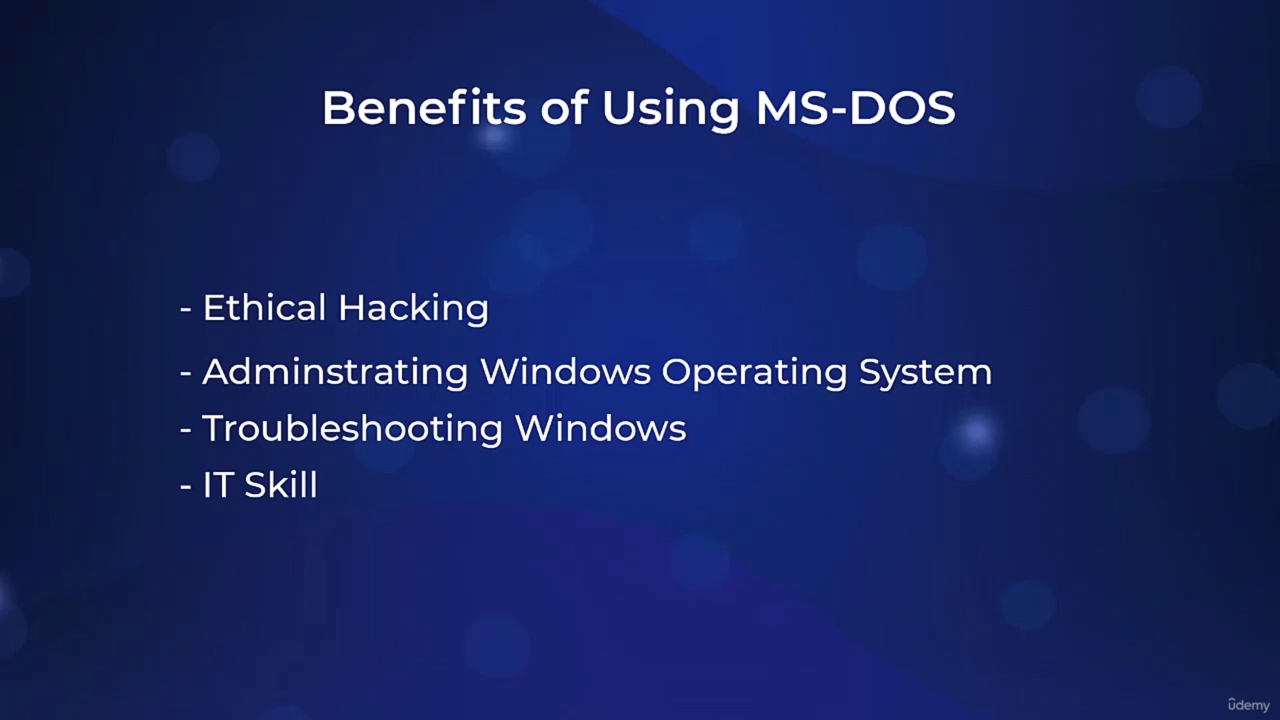 Benefits of Using MS-DOS
- Ethical Hacking
- Adminstrating Windows Operating System
- Troubleshooting Windows
- IT Skill
ûdemy